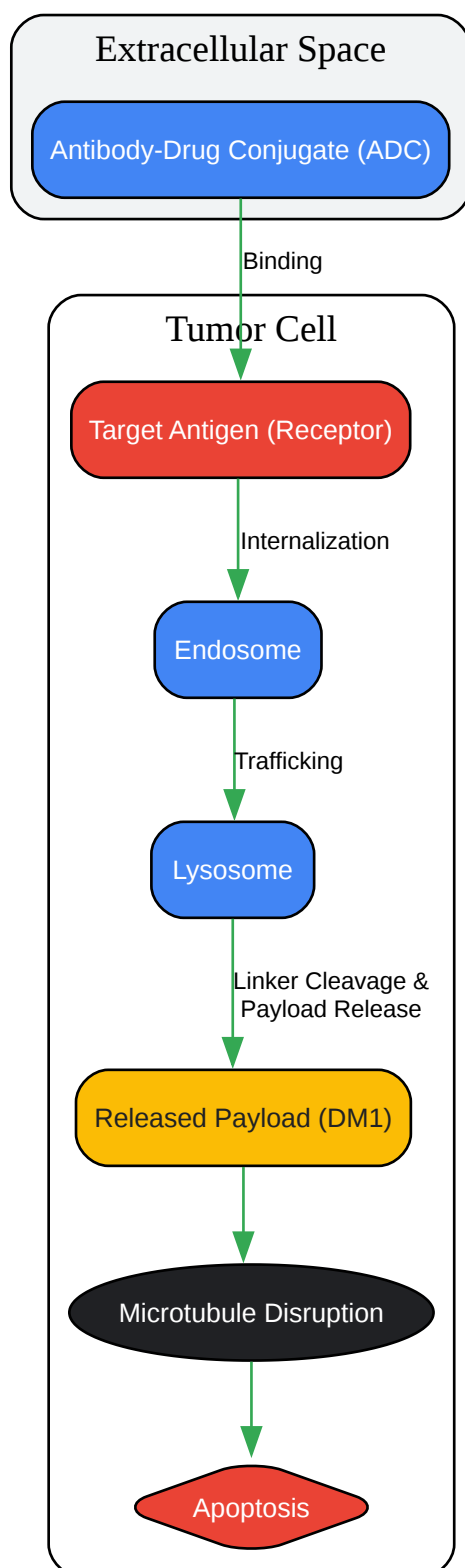 Extracellular Space
Antibody-Drug Conjugate (ADC)
Binding
Tumor Cell
Target Antigen (Receptor)
Internalization
Endosome
Trafficking
Lysosome
Linker Cleavage &
Payload Release
Released Payload (DM1)
Microtubule Disruption
Apoptosis